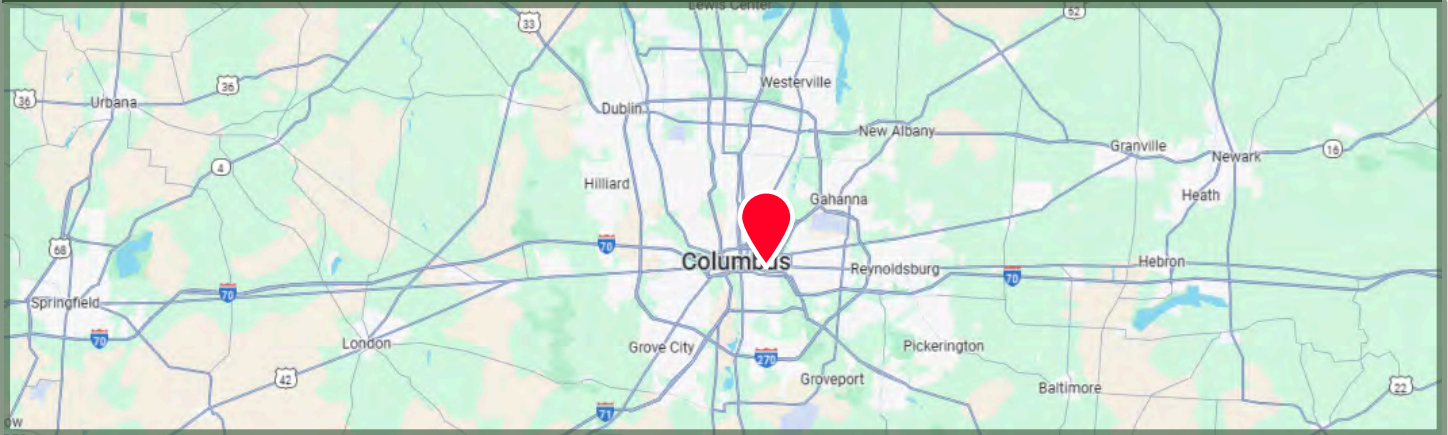 Lewis Center
33
62
Westerville
36
36
Urbana
Dublin
New Albany
Granville
16
Newark
4
Hilliard
Heath
Gahanna
68
70
Columbus
Reynoldsburg
70
Hebron
70
Springfield
70
London
Grove City
270
Pickerington
42
Groveport
Baltimore
22
71
ow